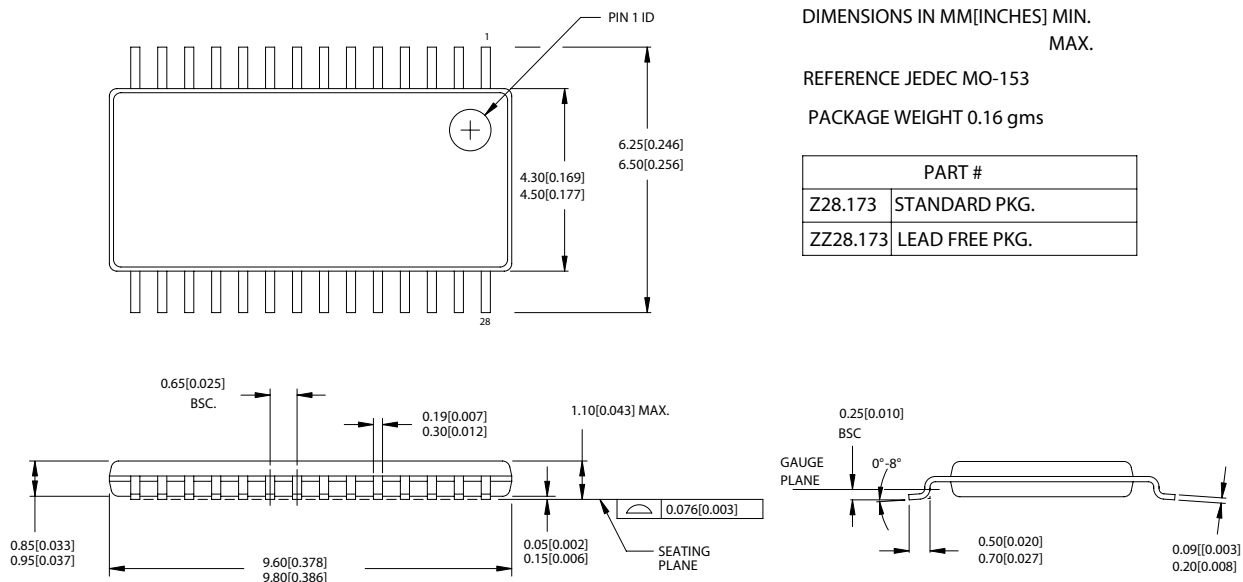 PIN 1 ID
1
6.25[0.246]
6.50[0.256]
4.30[0.169]
4.50[0.177]
28
DIMENSIONS IN MM[INCHES] MIN.
MAX.
REFERENCE JEDEC MO-153
PACKAGE WEIGHT 0.16 gms
PART #
Z28.173 STANDARD PKG.
ZZ28.173 LEAD FREE PKG.
0.65[0.025]
BSC.
0.19[0.007]
0.30[0.012]
1.10[0.043] MAX.
0.85[0.033]
0.95[0.037]
9.60[0.378]
9.80[0.386]
0.05[0.002]
0.15[0.006]
0.076[0.003]
SEATING
PLANE
0.25[0.010]
BSC
GAUGE
PLANE
0°-8°
0.50[0.020]
0.70[0.027]
0.09[[0.003]
0.20[0.008]